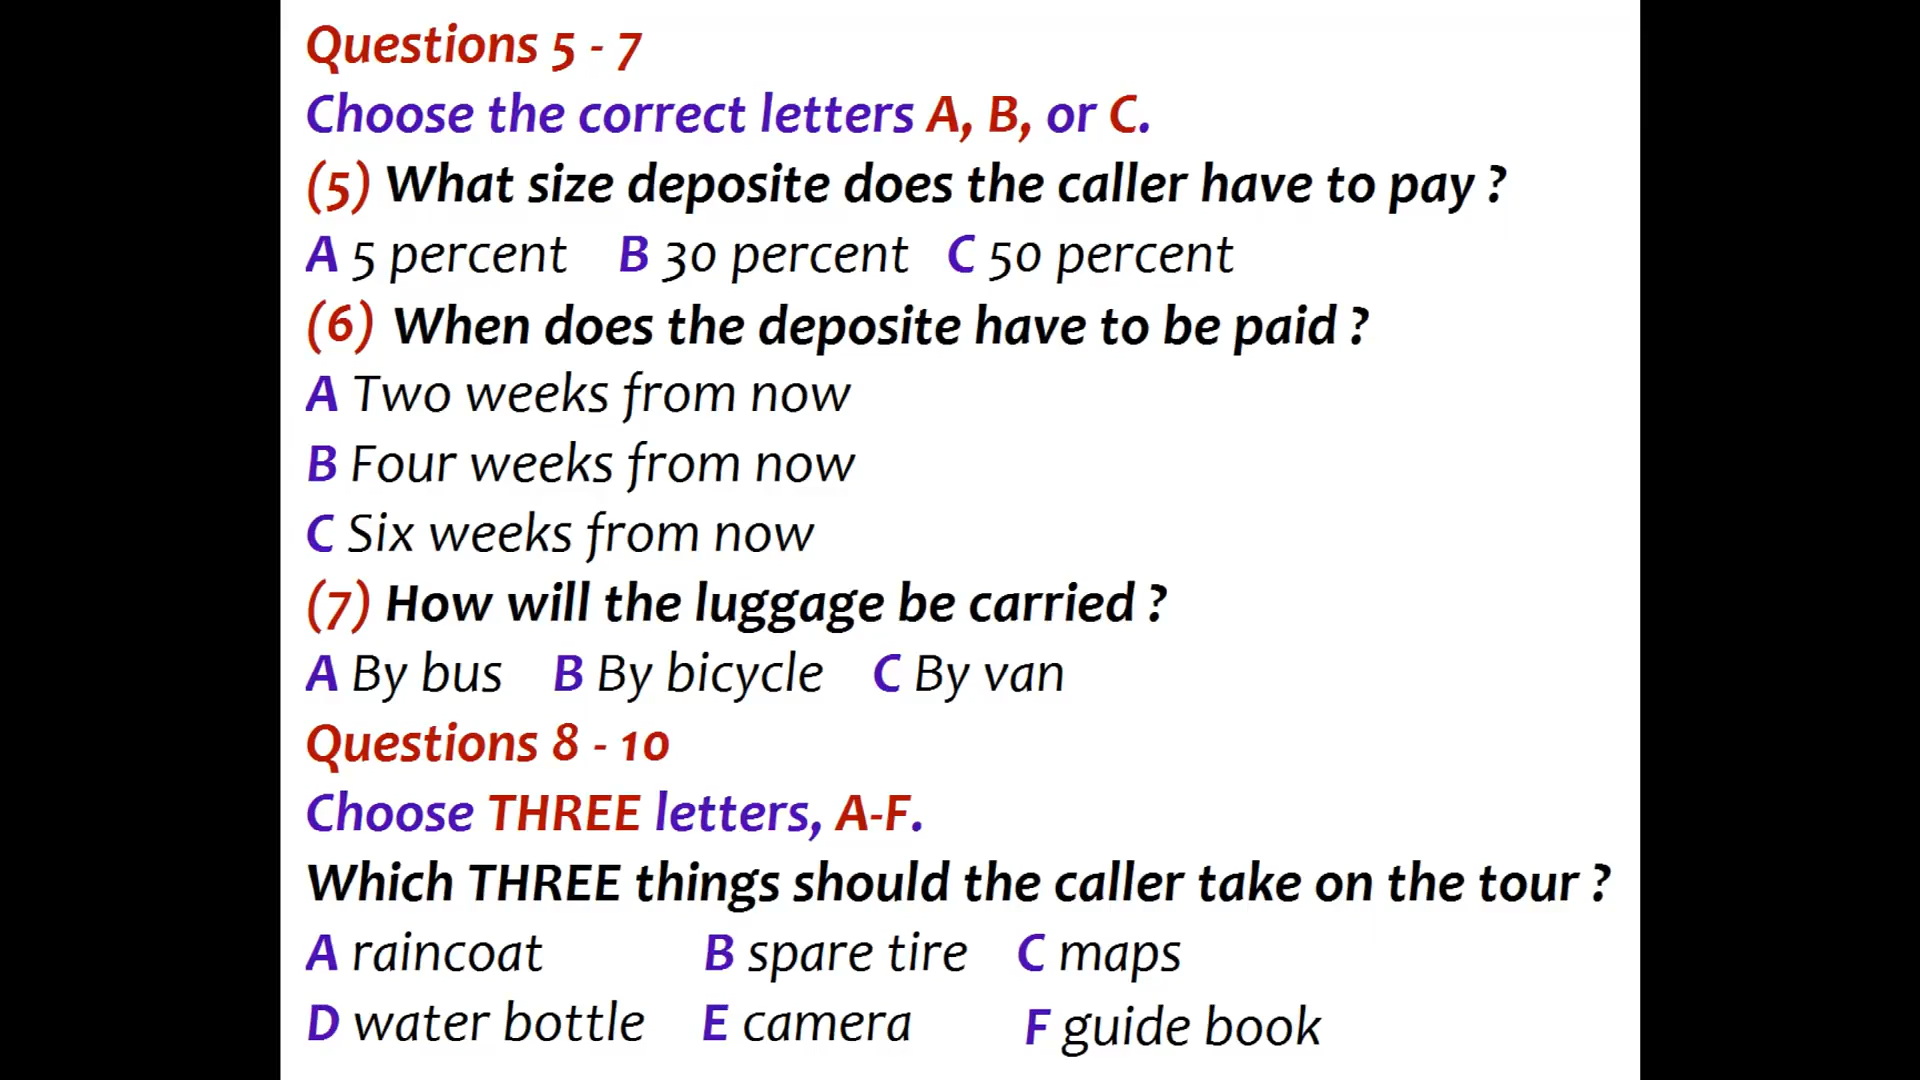 Questions 5 - 7
Choose the correct letters A, B, or C.
(5) What size deposite does the caller have to pay ?
A 5 percent B 30 percent C 50 percent
(6) When does the deposite have to be paid ?
A Two weeks from now
B Four weeks from now
C Six weeks from now
(7) How will the luggage be carried ?
A By bus B By bicycle C By van
Questions 8 - 10
Choose THREE letters, A-F.
Which THREE things should the caller take on the tour ?
A raincoat B spare tire C maps
D water bottle E camera F guide book